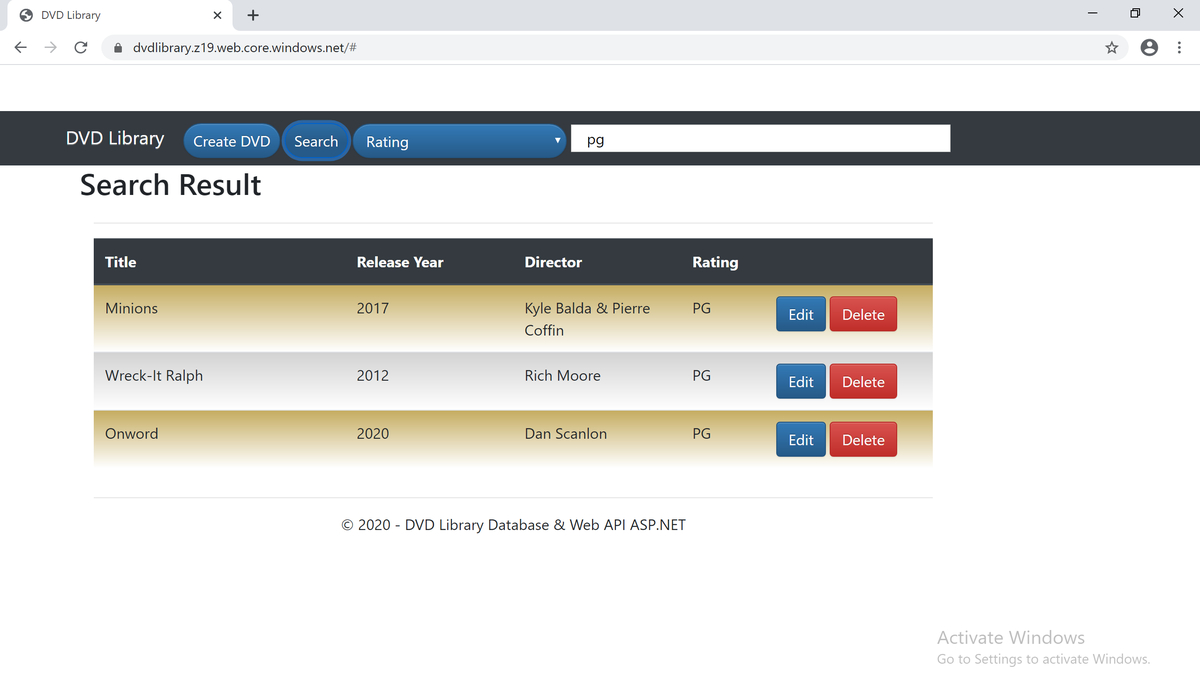 DVD Library
dvdlibrary.z19.web.core.windows.net/#
DVD Library
Create DVD
Search
Rating
pg
Search Result
Title Release Year Director Rating
Minions 2017 Kyle Balda & Pierre Coffin PG Edit Delete
Wreck-It Ralph 2012 Rich Moore PG Edit Delete
Onword 2020 Dan Scanlon PG Edit Delete
© 2020 - DVD Library Database & Web API ASP.NET
Activate Windows
Go to Settings to activate Windows.